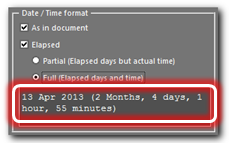 Date / Time format
As in document
Elapsed
Partial (Elapsed days but actual time)
Full (Elapsed days and time)
13 Apr 2013 (2 Months, 4 days, 1
hour, 55 minutes)